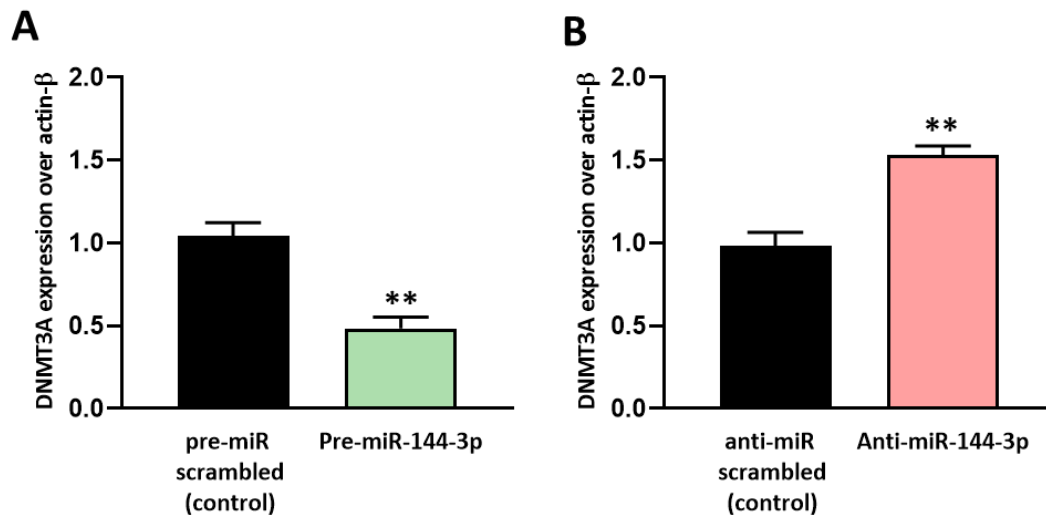 A
DNMT3A expression over actin-β
2.0
1.5
1.0
0.5
0.0
**
pre-miR
scrambled
(control)
Pre-miR-144-3p
B
DNMT3A expression over actin-β
2.0
1.5
1.0
0.5
0.0
**
anti-miR
scrambled
(control)
Anti-miR-144-3p